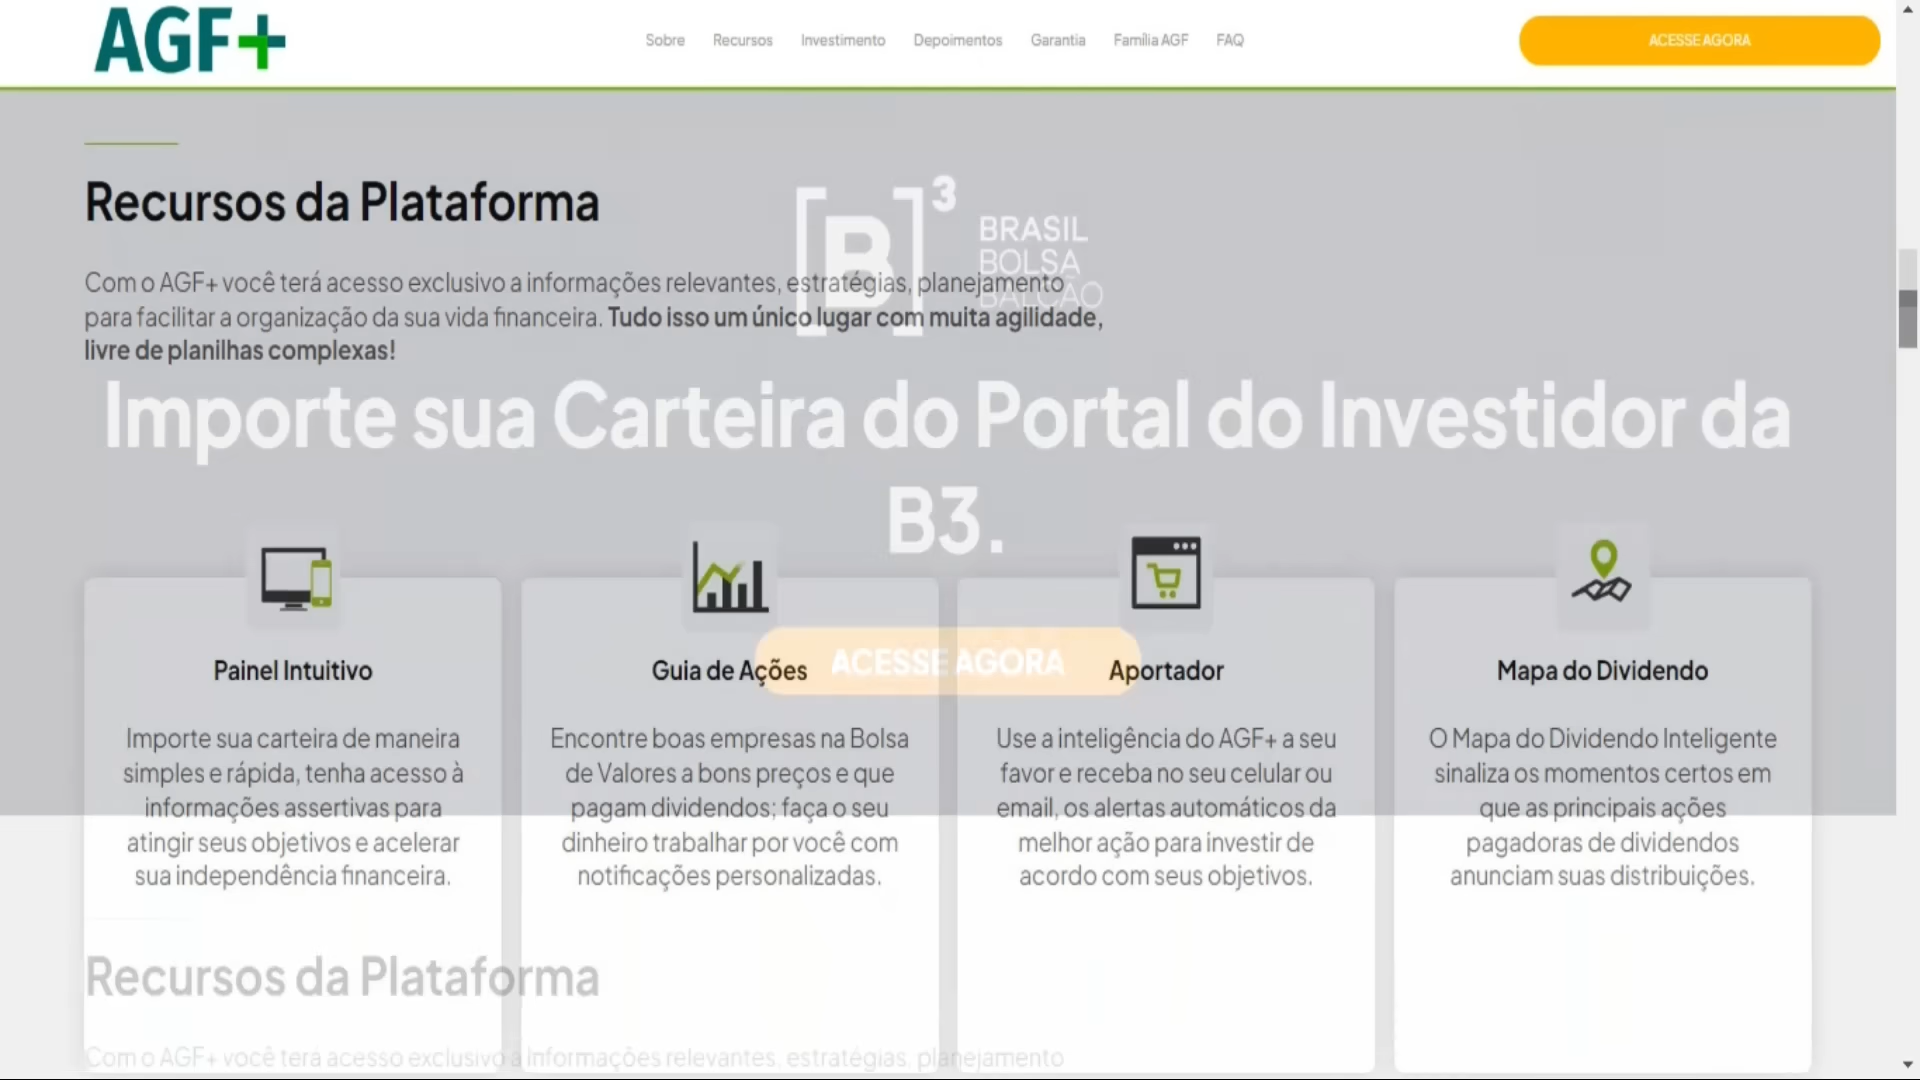 AGF+
Sobre Recursos Investimento Depoimentos Garantia Família AGF FAQ
ACESSE AGORA
Recursos da Plataforma
[B]³
BRASIL
BOLSA
BALCÃO
Com o AGF+ você terá acesso exclusivo a informações relevantes, estratégias, planejamento
para facilitar a organização da sua vida financeira. Tudo isso um único lugar com muita agilidade,
livre de planilhas complexas!
Importe sua Carteira do Portal do Investidor da
B3.
ACESSE AGORA
Painel Intuitivo
Importe sua carteira de maneira
simples e rápida, tenha acesso à
informações assertivas para
atingir seus objetivos e acelerar
sua independência financeira.
Guia de Ações
Encontre boas empresas na Bolsa
de Valores a bons preços e que
pagam dividendos; faça o seu
dinheiro trabalhar por você com
notificações personalizadas.
Aportador
Use a inteligência do AGF+ a seu
favor e receba no seu celular ou
email, os alertas automáticos da
melhor ação para investir de
acordo com seus objetivos.
Mapa do Dividendo
O Mapa do Dividendo Inteligente
sinaliza os momentos certos em
que as principais ações
pagadoras de dividendos
anunciam suas distribuições.
Recursos da Plataforma
Com o AGF+ você terá acesso exclusivo a informações relevantes, estratégias, planejamento